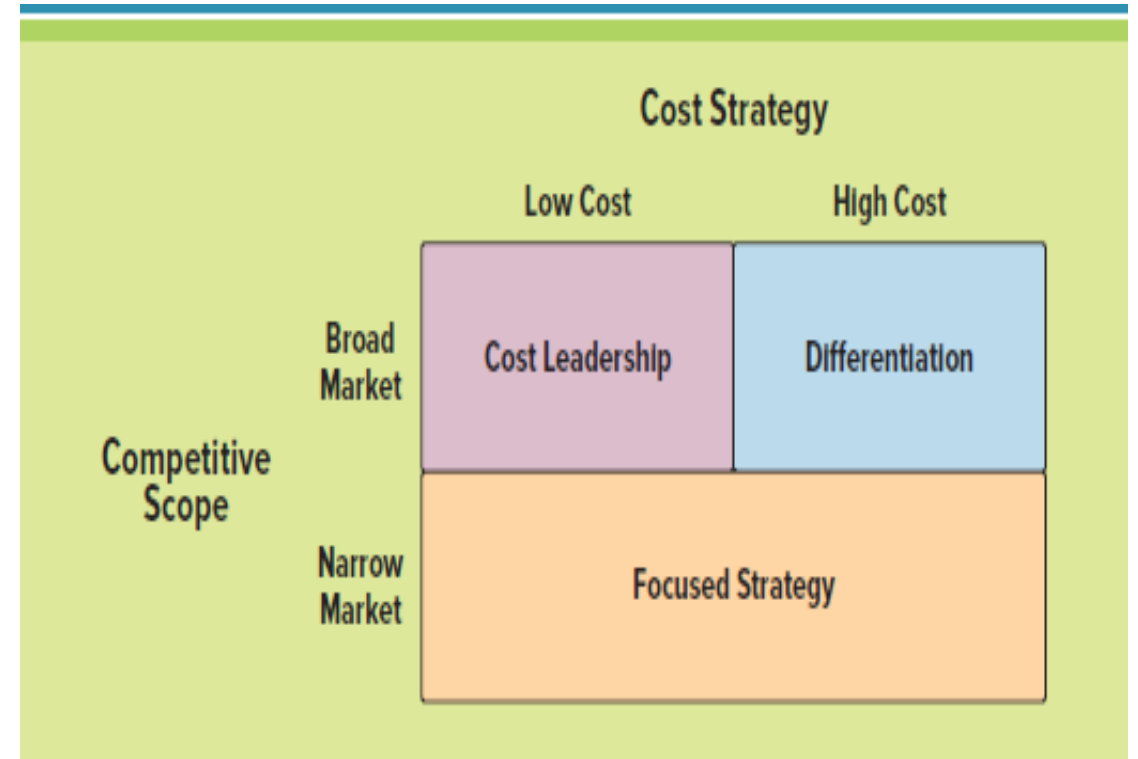 Cost Strategy
Low Cost
High Cost
Broad
Market
Cost Leadership
Differentiation
Competitive
Scope
Narrow
Market
Focused Strategy